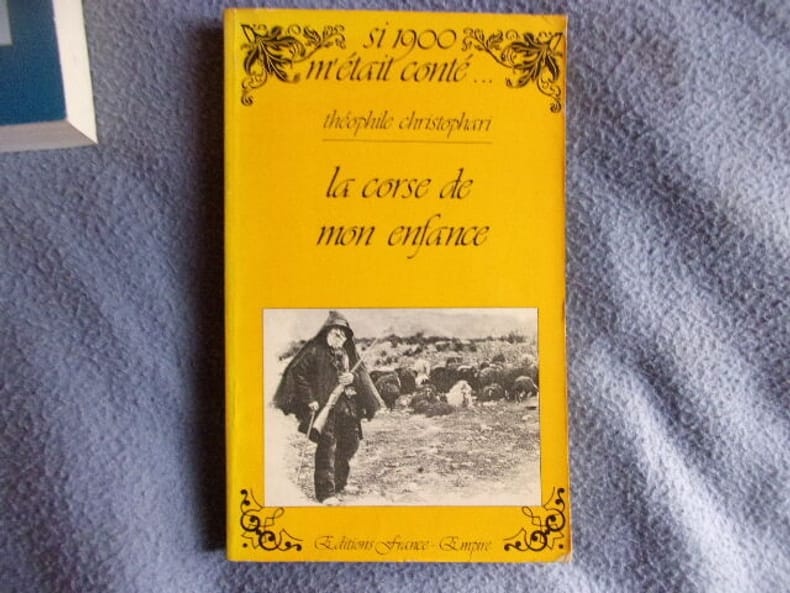 si 1900
m'était conté...
théophile christophari
la corse de
mon enfance
Editions France-Empire